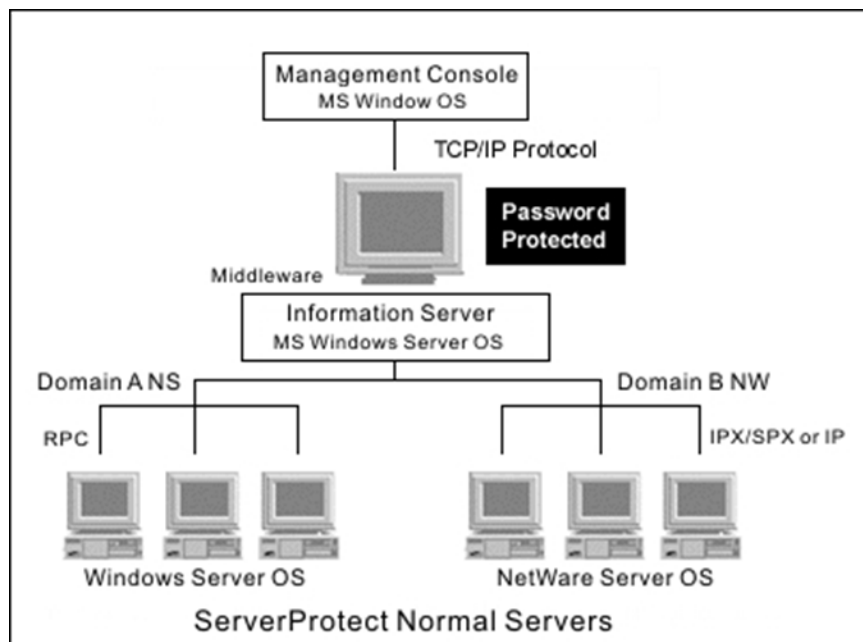 Management Console
MS Window OS
TCP/IP Protocol
Password
Protected
Middleware
Information Server
MS Windows Server OS
Domain A NS
Domain B NW
RPC
IPX/SPX or IP
Windows Server OS
NetWare Server OS
ServerProtect Normal Servers